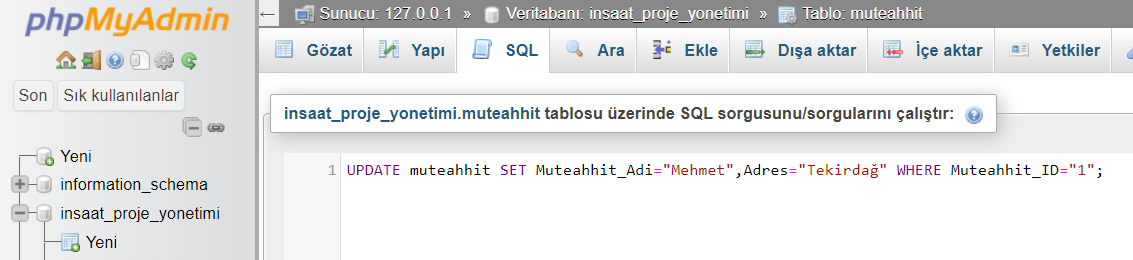 phpMyAdmin
Son Sık kullanılanlar
Yeni
information_schema
insaat_proje_yonetimi
Yeni
← Sunucu: 127.0.0.1 » Veritabanı: insaat_proje_yonetimi » Tablo: muteahhit
Gözat Yapı SQL Ara Ekle Dışa aktar İçe aktar Yetkiler
insaat_proje_yonetimi.muteahhit tablosu üzerinde SQL sorgusunu/sorgularını çalıştır:
1 UPDATE muteahhit SET Muteahhit_Adi="Mehmet",Adres="Tekirdağ" WHERE Muteahhit_ID="1";